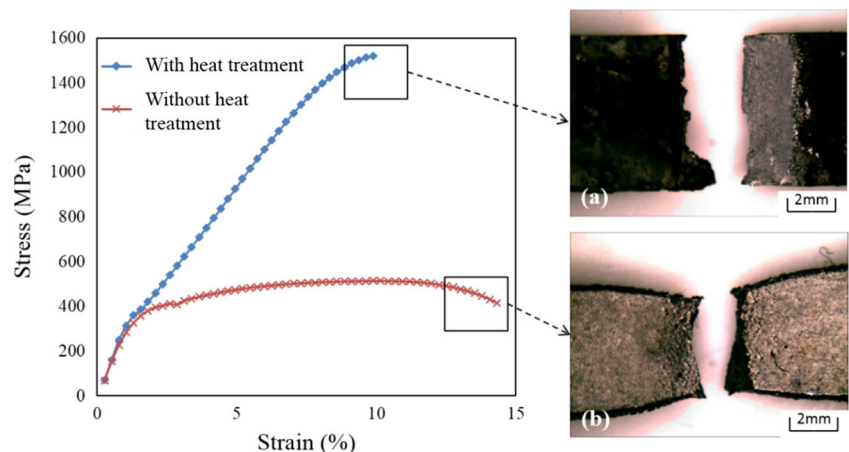 1600
1400
1200
1000
800
600
400
200
0
Stress (MPa)
With heat treatment
Without heat
treatment
0
5
10
15
Strain (%)
(a)
2mm
(b)
2mm